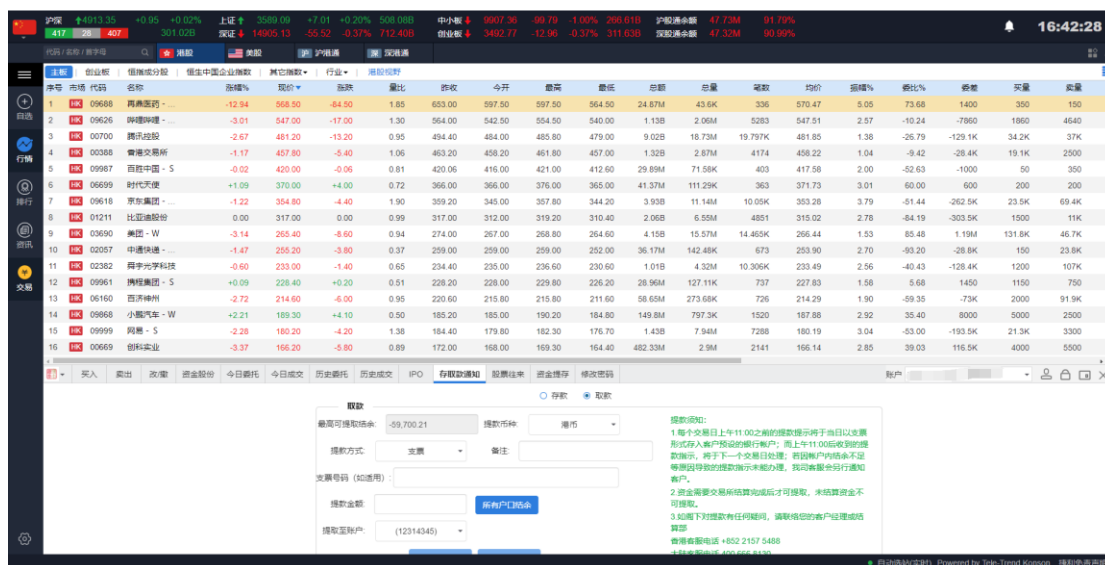 沪深 ↑4913.35 +0.95 +0.02% 上证↑ 3589.09 +7.01 +0.20% 508.08B 中小板↓ 9907.36 -99.79 -1.00% 266.61B 沪股通余额 47.73M 91.79%
417 28 407 301.02B 深证↓ 14905.13 -55.52 -0.37% 712.40B 创业板↓ 3492.77 -12.96 -0.37% 311.63B 深股通余额 47.32M 90.99%
16:42:28
代码 / 名称 / 首字母 港股 美股 沪 沪港通 深 深港通
主板 创业板 恒指成分股 恒生中国企业指数 其它指数 行业 港股视野
序号 市场 代码 名称 涨幅% 现价 涨跌 量比 昨收 今开 最高 最低 总额 总量 笔数 均价 振幅% 委比% 委差 买量 卖量
1 HK 09688 再鼎医药 - ... -12.94 568.50 -84.50 1.85 653.00 597.50 597.50 564.50 24.87M 43.6K 336 570.47 5.05 73.68 1400 350 150
2 HK 09626 哔哩哔哩 - ... -3.01 547.00 -17.00 1.30 564.00 542.50 554.50 540.00 1.13B 2.06M 5283 547.51 2.57 -10.24 -7860 1860 4640
3 HK 00700 腾讯控股 -2.67 481.20 -13.20 0.95 494.40 484.00 485.80 479.00 9.02B 18.73M 19.797K 481.85 1.38 -26.79 -129.1K 34.2K 37K
4 HK 00388 香港交易所 -1.17 457.80 -5.40 1.06 463.20 458.20 461.80 457.00 1.32B 2.87M 4174 458.22 1.04 -9.42 -28.4K 19.1K 2500
5 HK 09987 百胜中国 - S -0.02 420.00 -0.06 0.81 420.06 416.00 421.00 412.60 29.89M 71.58K 403 417.58 2.00 -52.63 -1000 50 350
6 HK 06699 时代天使 +1.09 370.00 +4.00 0.72 366.00 366.00 376.00 365.00 41.37M 111.29K 363 371.73 3.01 60.00 600 200 200
7 HK 09618 京东集团 - ... -1.22 354.80 -4.40 1.90 359.20 345.00 357.80 344.20 3.93B 11.14M 10.05K 353.28 3.79 -51.44 -262.5K 23.5K 69.4K
8 HK 01211 比亚迪股份 0.00 317.00 0.00 0.99 317.00 312.00 319.20 310.40 2.06B 6.55M 4851 315.02 2.78 -84.19 -303.5K 1500 11K
9 HK 03690 美团 - W -3.14 265.40 -8.60 0.94 274.00 267.00 268.80 264.60 4.15B 15.57M 14.465K 266.44 1.53 85.48 1.19M 131.8K 46.7K
10 HK 02057 中通快递 - ... -1.47 255.20 -3.80 0.37 259.00 259.00 259.00 252.00 36.17M 142.48K 673 253.90 2.70 -93.20 -28.8K 150 23.8K
11 HK 02382 舜宇光学科技 -0.60 233.00 -1.40 0.65 234.40 235.00 236.60 230.60 1.01B 4.32M 10.306K 233.49 2.56 -40.43 -128.4K 1200 107K
12 HK 09961 携程集团 - S +0.09 228.40 +0.20 0.51 228.20 228.00 229.80 226.20 28.96M 127.11K 737 227.83 1.58 5.68 1450 1150 750
13 HK 06160 百济神州 -2.72 214.60 -6.00 0.95 220.60 215.80 215.80 211.60 58.65M 273.68K 726 214.29 1.90 -59.35 -73K 2000 91.9K
14 HK 09868 小鹏汽车 - W +2.21 189.30 +4.10 0.50 185.20 185.00 190.20 184.80 149.8M 797.3K 1520 187.88 2.92 35.40 8000 5000 2500
15 HK 09999 网易 - S -2.28 180.20 -4.20 1.38 184.40 179.80 182.30 176.70 1.43B 7.94M 7288 180.19 3.04 -53.00 -193.5K 21.3K 3300
16 HK 00669 创科实业 -3.37 166.20 -5.80 0.89 172.00 168.00 169.30 164.40 482.33M 2.9M 2141 166.14 2.85 39.03 116.5K 4000 5500
自选
行情
排行
资讯
交易
买入 卖出 改/撤 资金股份 今日委托 今日成交 历史委托 历史成交 IPO 存取款通知 股票往来 资金提存 修改密码 账户
存款 取款
取款
最高可提取结余: -59,700.21 提款币种: 港币
提款方式: 支票 备注:
支票号码（如适用）:
提款金额: 所有户口结余
提取至账户: (12314345)
提款须知:
1.每个交易日上午11:00之前的提款提示将于当日以支票
形式存入客户预设的银行帐户; 而上午11:00后收到的提
款指示, 将于下一个交易日处理; 若因帐户内结余不足
等原因导致的提款指示未能办理, 我司客服会另行通知
客户。
2.资金需要交易所结算完成后才可提取, 未结算资金不
可提取。
3.如阁下对提款有任何疑问, 请联络您的客户经理或结
算部
香港客服电话 +852 2157 5488
大陆客服电话 400 666 8130
Powered by Tele-Trend Konson